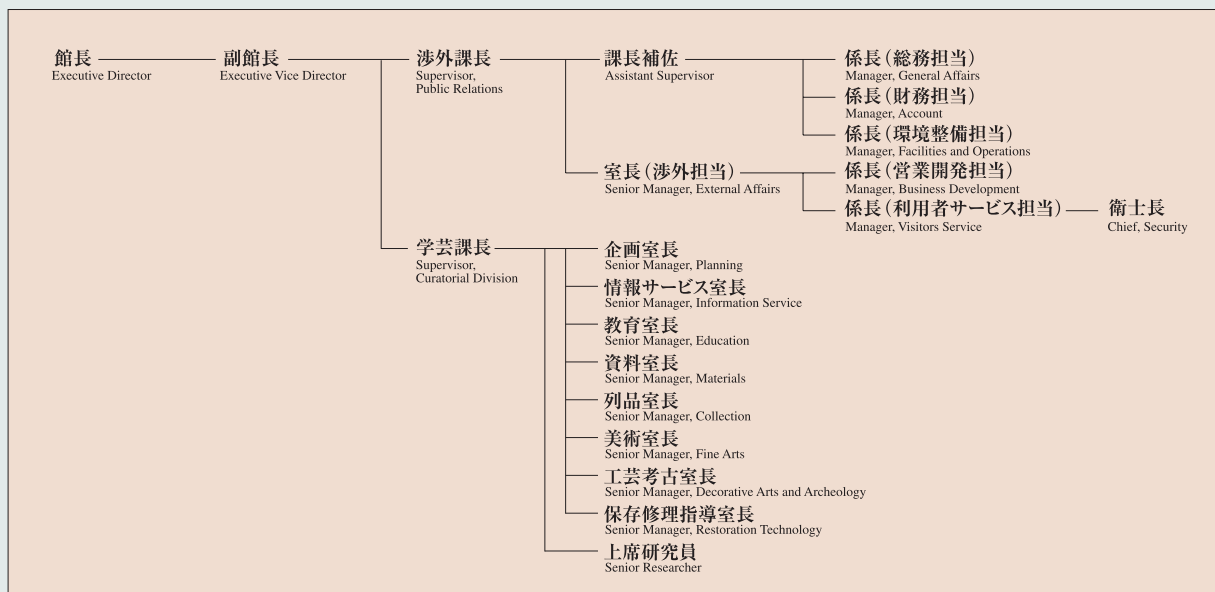 館長
Executive Director
副館長
Executive Vice Director
渉外課長
Supervisor,
Public Relations
課長補佐
Assistant Supervisor
係長(総務担当)
Manager, General Affairs
係長(財務担当)
Manager, Account
係長(環境整備担当)
Manager, Facilities and Operations
室長(渉外担当)
Senior Manager, External Affairs
係長(営業開発担当)
Manager, Business Development
係長(利用者サービス担当)
Manager, Visitors Service
衛士長
Chief, Security
学芸課長
Supervisor,
Curatorial Division
企画室長
Senior Manager, Planning
情報サービス室長
Senior Manager, Information Service
教育室長
Senior Manager, Education
資料室長
Senior Manager, Materials
列品室長
Senior Manager, Collection
美術室長
Senior Manager, Fine Arts
工芸考古室長
Senior Manager, Decorative Arts and Archeology
保存修理指導室長
Senior Manager, Restoration Technology
上席研究員
Senior Researcher